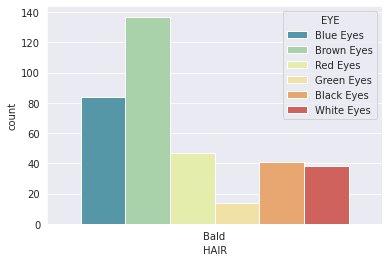 140
120
100
80
60
40
20
0
count
Bald
HAIR
EYE
Blue Eyes
Brown Eyes
Red Eyes
Green Eyes
Black Eyes
White Eyes